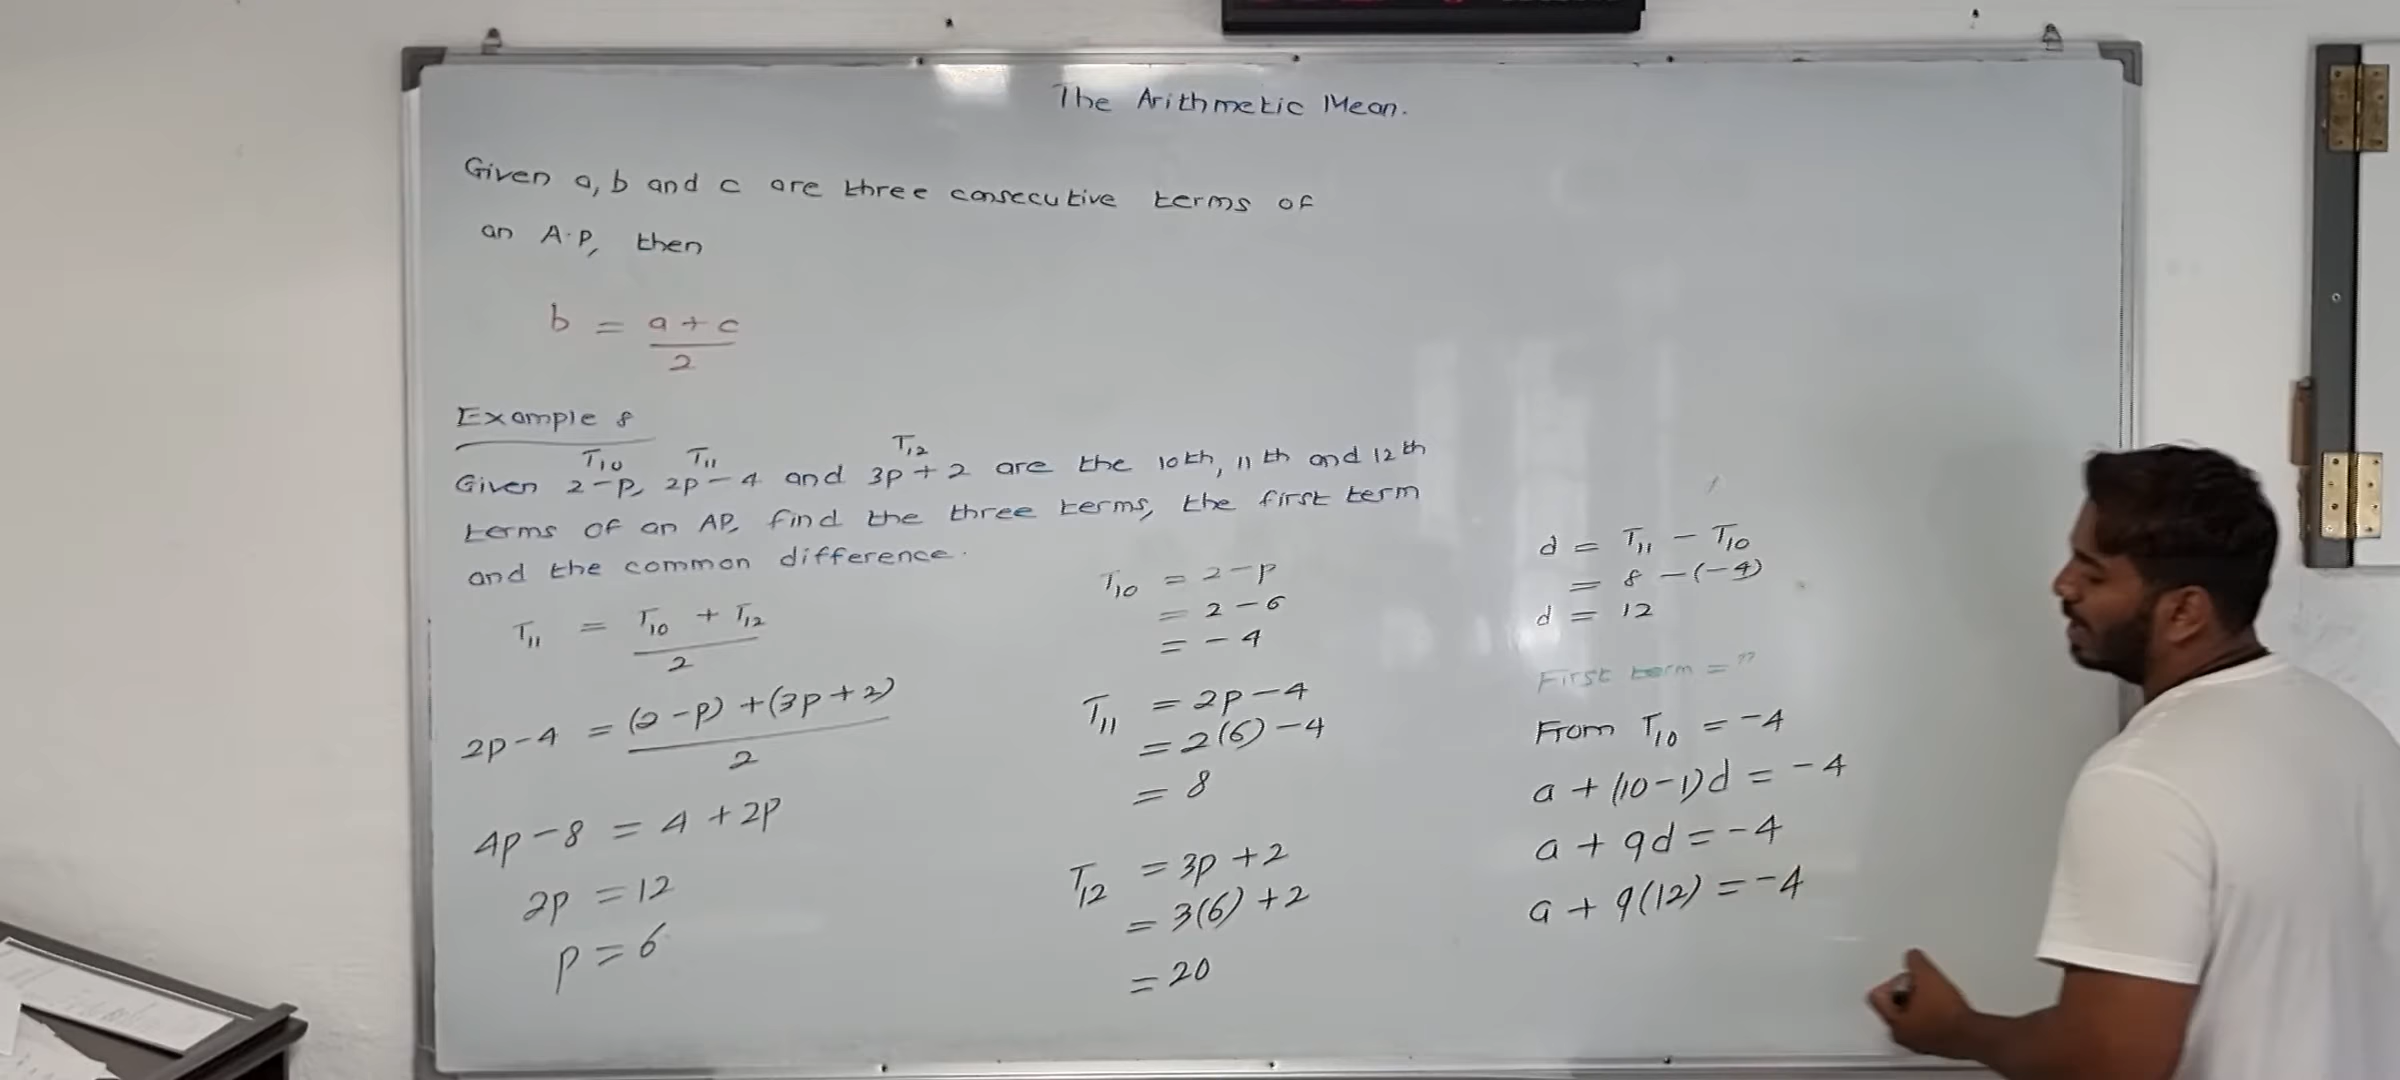 The Arithmetic Mean.
Given a, b and c are three consecutive terms of
an A.P, then
b = a + c
2
Example 8
T10 T11 T12
Given 2-p, 2p-4 and 3p+2 are the 10th, 11th and 12th
terms of an AP, find the three terms, the first term
and the common difference.
T11 = T10 + T12
2
2p-4 = (2-p) + (3p+2)
2
4p-8 = 4+2p
2p = 12
p = 6
T10 = 2-p
= 2-6
= -4
T11 = 2p-4
= 2(6)-4
= 8
T12 = 3p+2
= 3(6)+2
= 20
d = T11 - T10
= 8-(-4)
d = 12
First term = ?
From T10 = -4
a + (10-1)d = -4
a + 9d = -4
a + 9(12) = -4